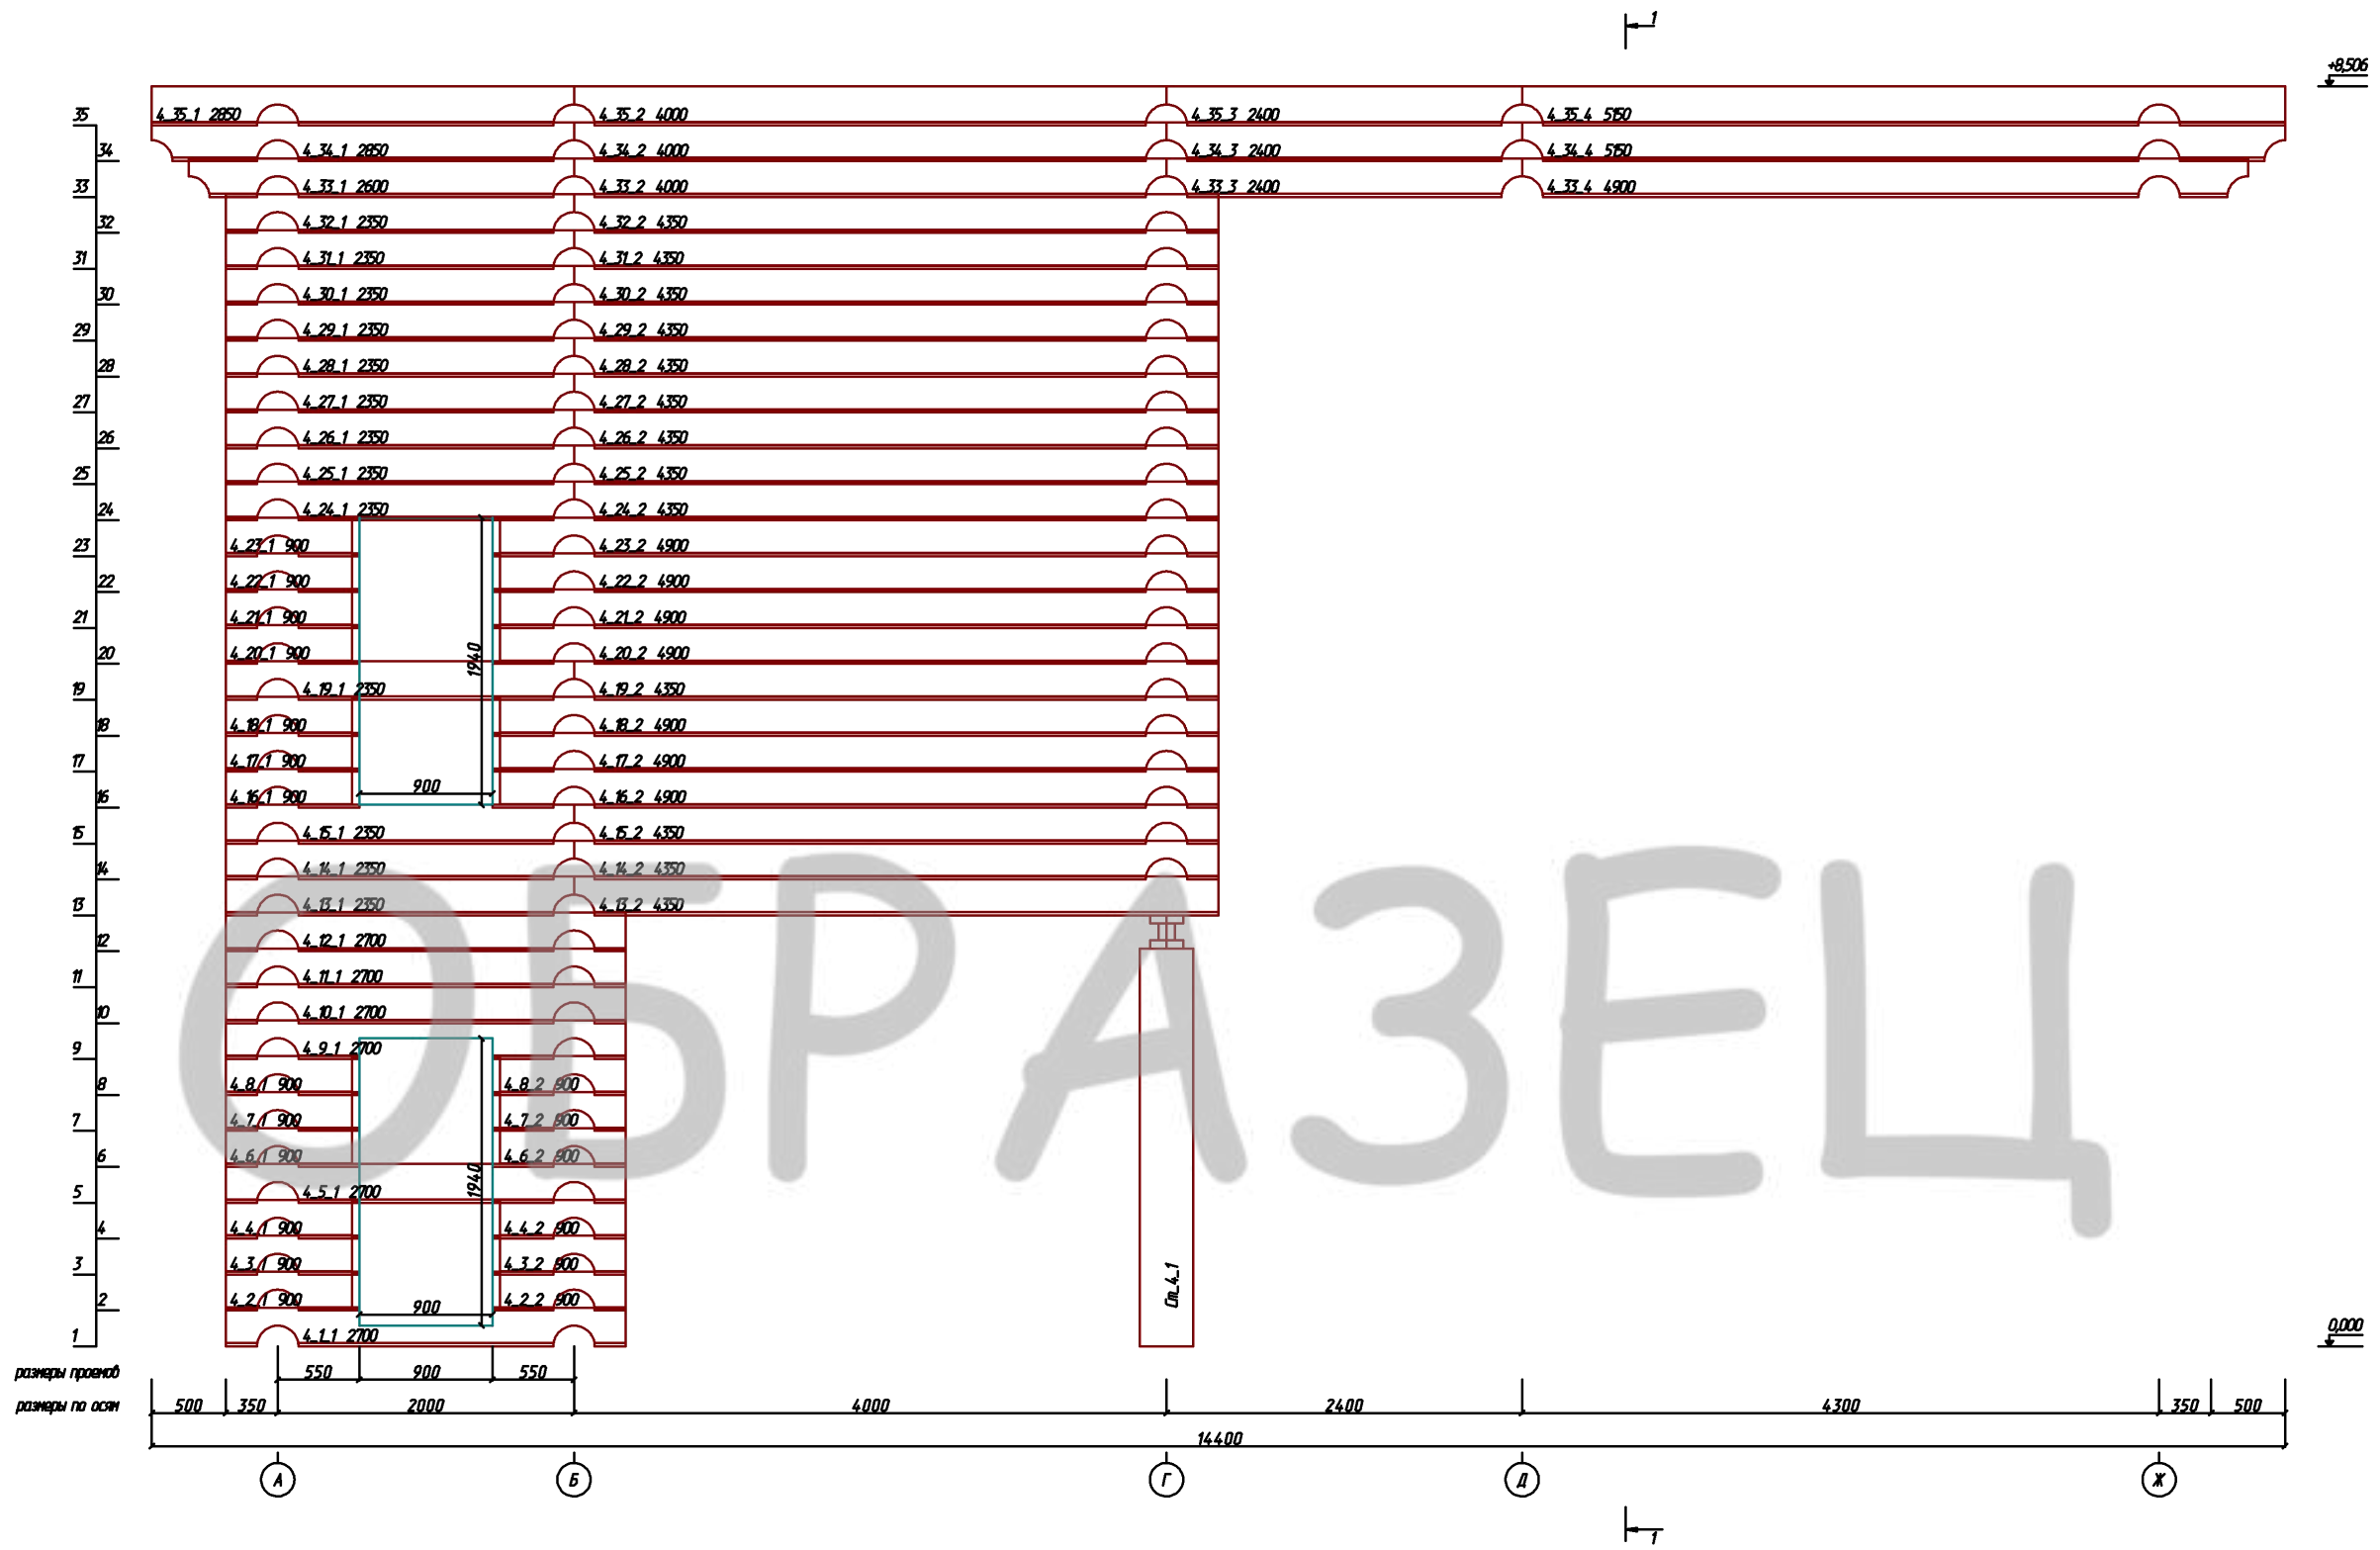 1
+8,506
35 4_35_1 2850 4_35_2 4000 4_35_3 2400 4_35_4 5150
34 4_34_1 2850 4_34_2 4000 4_34_3 2400 4_34_4 5150
33 4_33_1 2600 4_33_2 4000 4_33_3 2400 4_33_4 4900
32 4_32_1 2350 4_32_2 4350
31 4_31_1 2350 4_31_2 4350
30 4_30_1 2350 4_30_2 4350
29 4_29_1 2350 4_29_2 4350
28 4_28_1 2350 4_28_2 4350
27 4_27_1 2350 4_27_2 4350
26 4_26_1 2350 4_26_2 4350
25 4_25_1 2350 4_25_2 4350
24 4_24_1 2350 4_24_2 4350
23 4_23_1 900 4_23_2 4900
22 4_22_1 900 4_22_2 4900
21 4_21_1 900 4_21_2 4900
20 4_20_1 900 1940 4_20_2 4900
19 4_19_1 2350 4_19_2 4350
18 4_18_1 900 4_18_2 4900
17 4_17_1 900 4_17_2 4900
16 4_16_1 900 900 4_16_2 4900
15 4_15_1 2350 4_15_2 4350
14 4_14_1 2350 4_14_2 4350
13 4_13_1 2350 4_13_2 4350
12 4_12_1 2700
11 4_11_1 2700
10 4_10_1 2700
ОБРАЗЕЦ
9 4_9_1 2700
8 4_8_1 900 4_8_2 900
7 4_7_1 900 4_7_2 900
6 4_6_1 900 4_6_2 900
5 4_5_1 2700 1940
4 4_4_1 900 4_4_2 900
3 4_3_1 900 4_3_2 900 Ст_4_1
2 4_2_1 900 900 4_2_2 900
1 4_1_1 2700 0,000
размеры проемов 550 900 550
размеры по осям 500 350 2000 4000 2400 4300 350 500
14400
А Б Г Д Ж
1